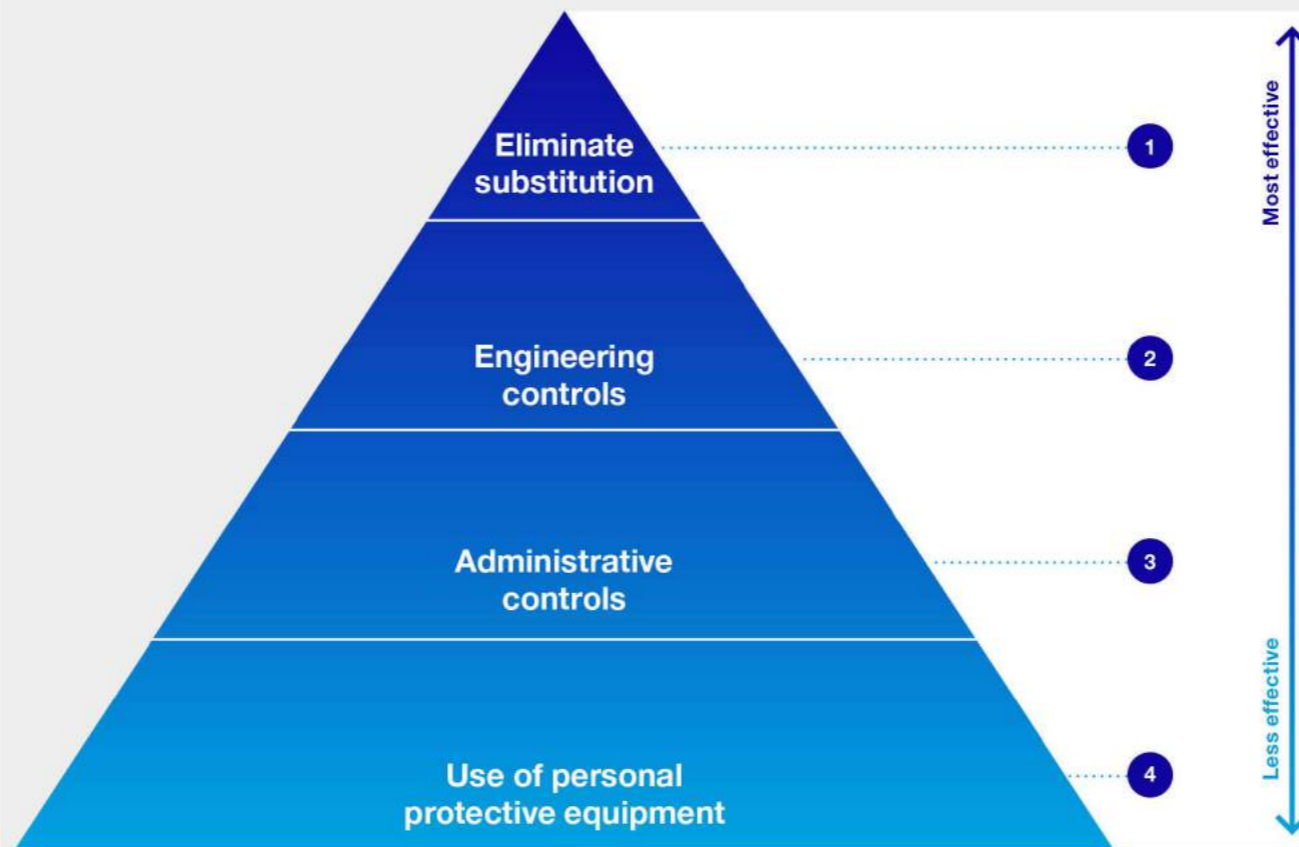 Eliminate
substitution
1
Most effective
Engineering
controls
2
Administrative
controls
3
Less effective
Use of personal
protective equipment
4